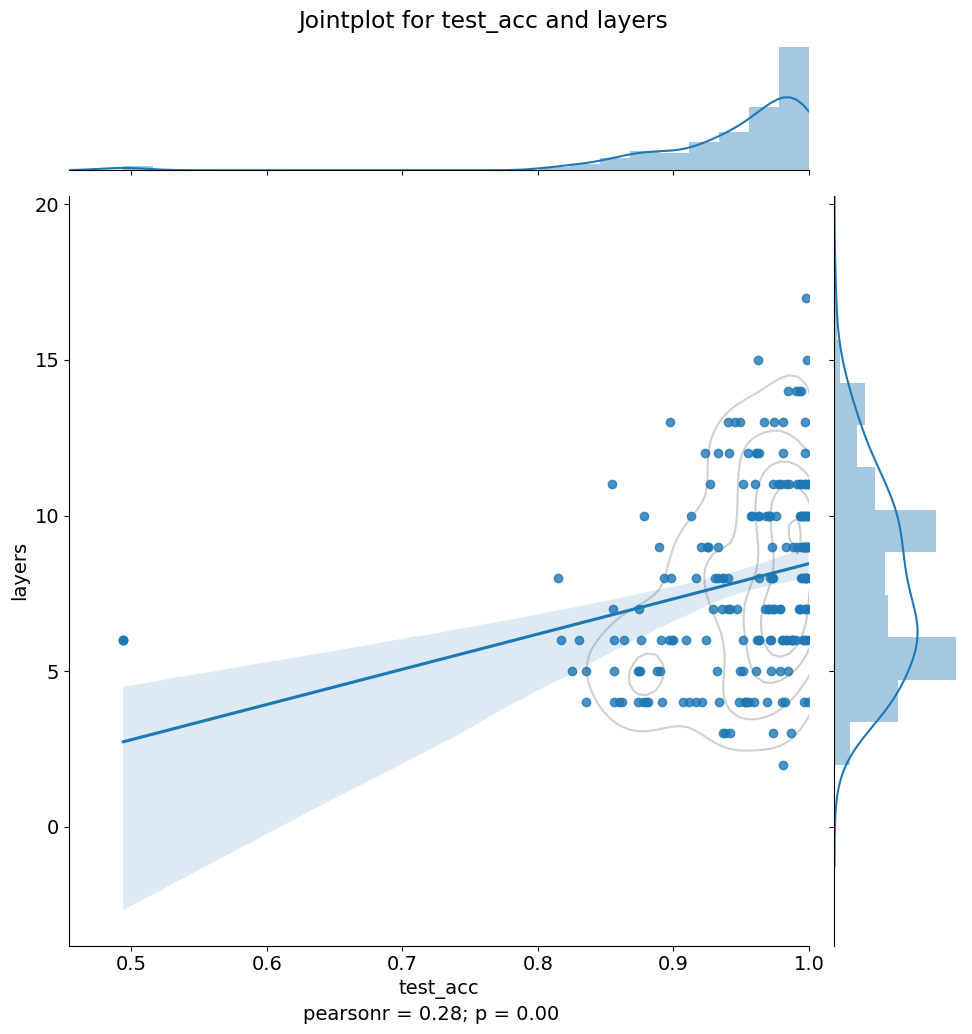 Jointplot for test_acc and layers
20
15
10
5
0
layers
0.5 0.6 0.7 0.8 0.9 1.0
test_acc
pearsonr = 0.28; p = 0.00